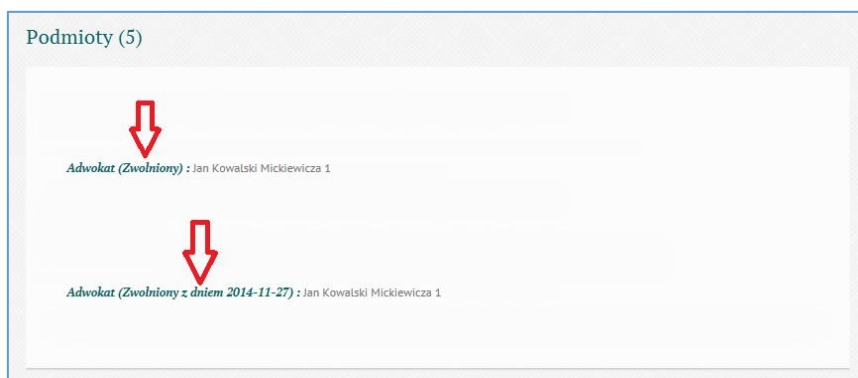 Podmioty (5)
Adwokat (Zwolniony) : Jan Kowalski Mickiewicza 1
Adwokat (Zwolniony z dniem 2014-11-27) : Jan Kowalski Mickiewicza 1